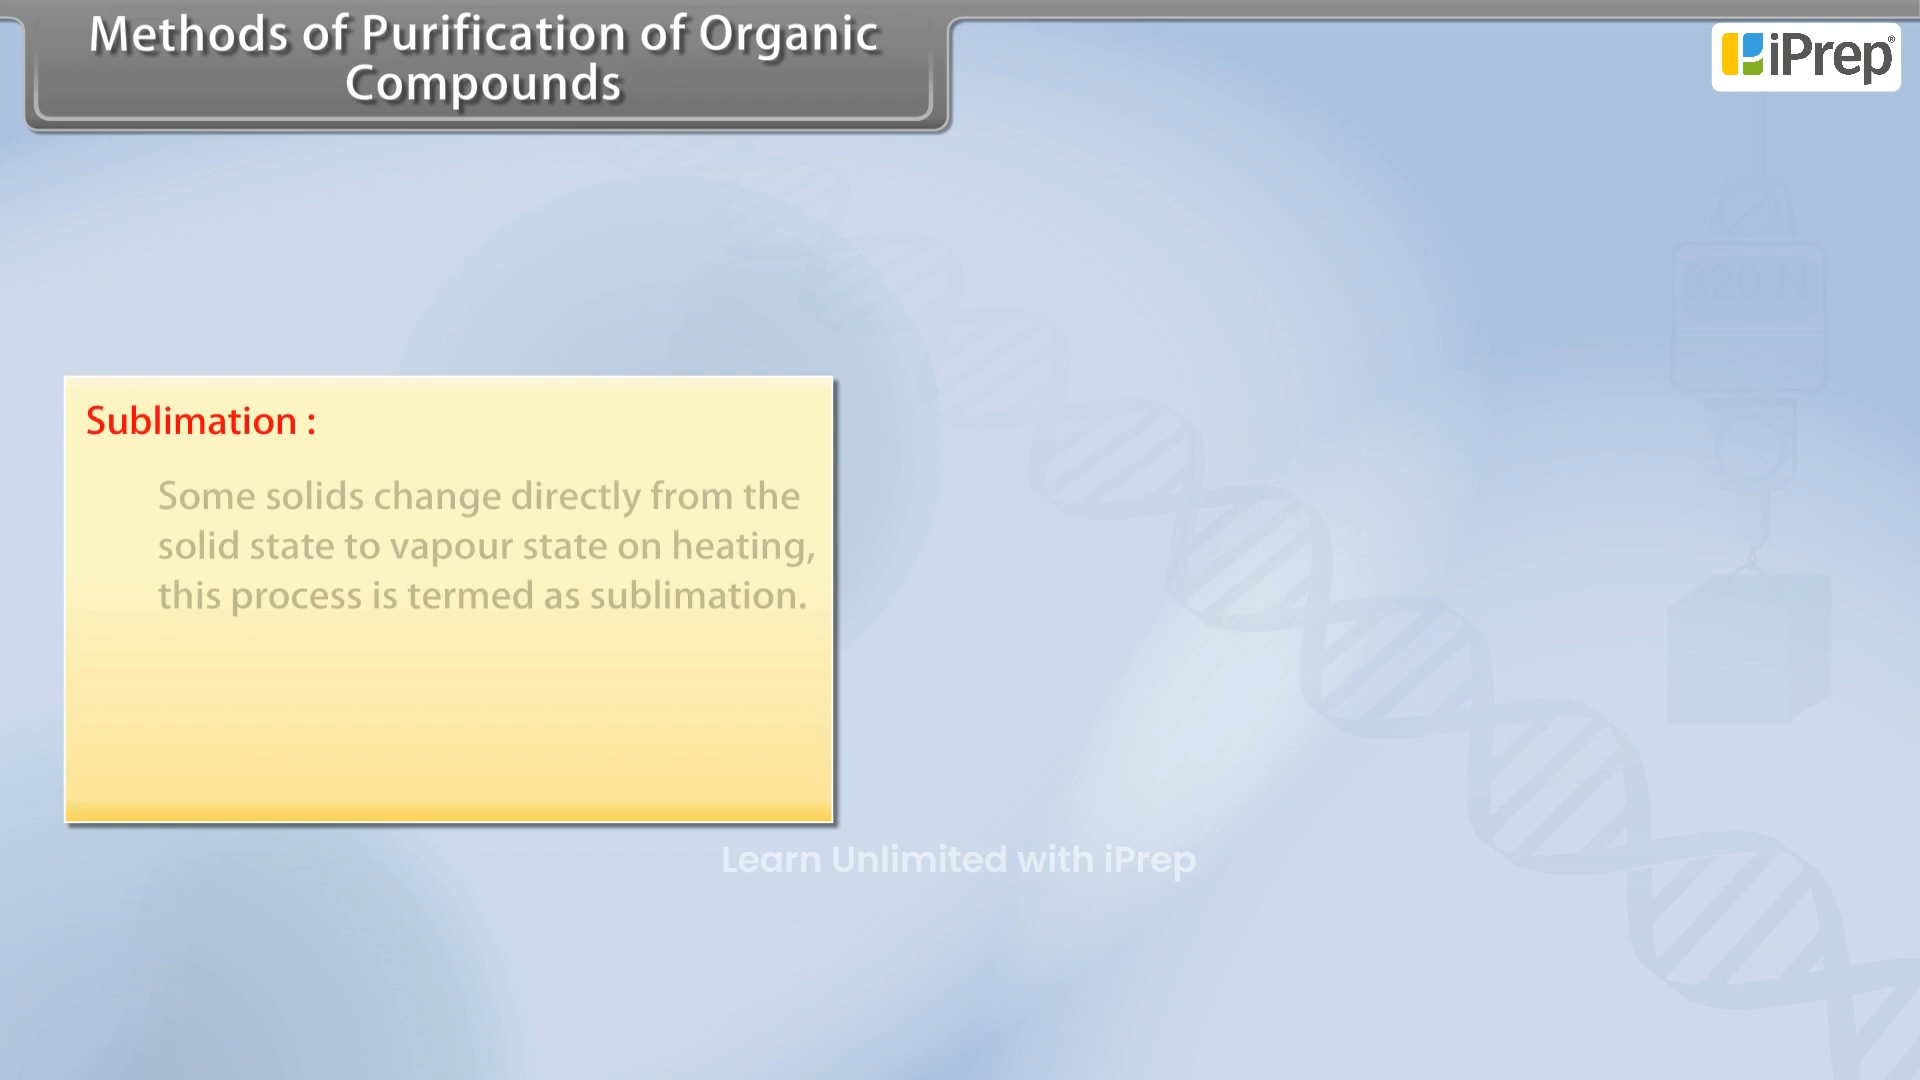 Methods of Purification of Organic
Compounds
iPrep®
320 N
Sublimation :
Some solids change directly from the
solid state to vapour state on heating,
this process is termed as sublimation.
Learn Unlimited with iPrep